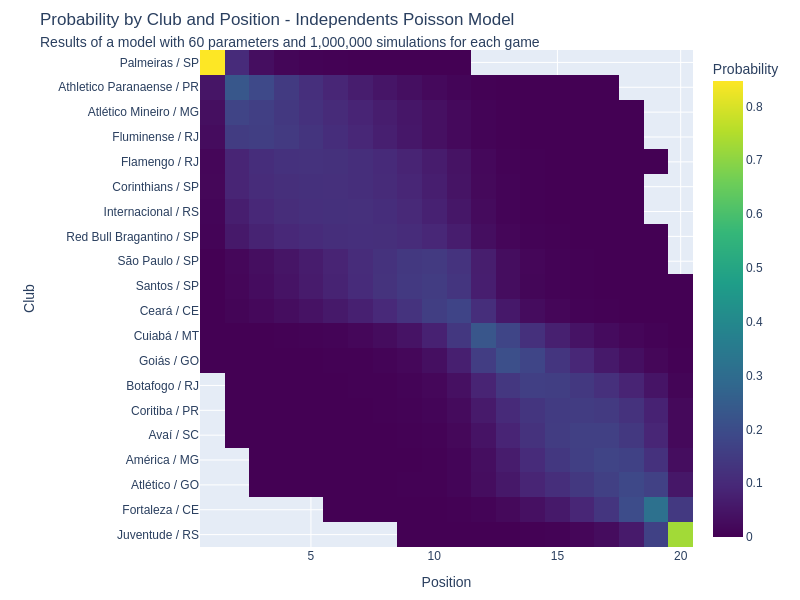 Probability by Club and Position - Independents Poisson Model
Results of a model with 60 parameters and 1,000,000 simulations for each game
Probability
Palmeiras / SP
Athletico Paranaense / PR
Atlético Mineiro / MG
Fluminense / RJ
Flamengo / RJ
Corinthians / SP
Internacional / RS
Red Bull Bragantino / SP
São Paulo / SP
Santos / SP
Ceará / CE
Cuiabá / MT
Goiás / GO
Botafogo / RJ
Coritiba / PR
Avaí / SC
América / MG
Atlético / GO
Fortaleza / CE
Juventude / RS
Club
5
10
15
20
Position
0.8
0.7
0.6
0.5
0.4
0.3
0.2
0.1
0